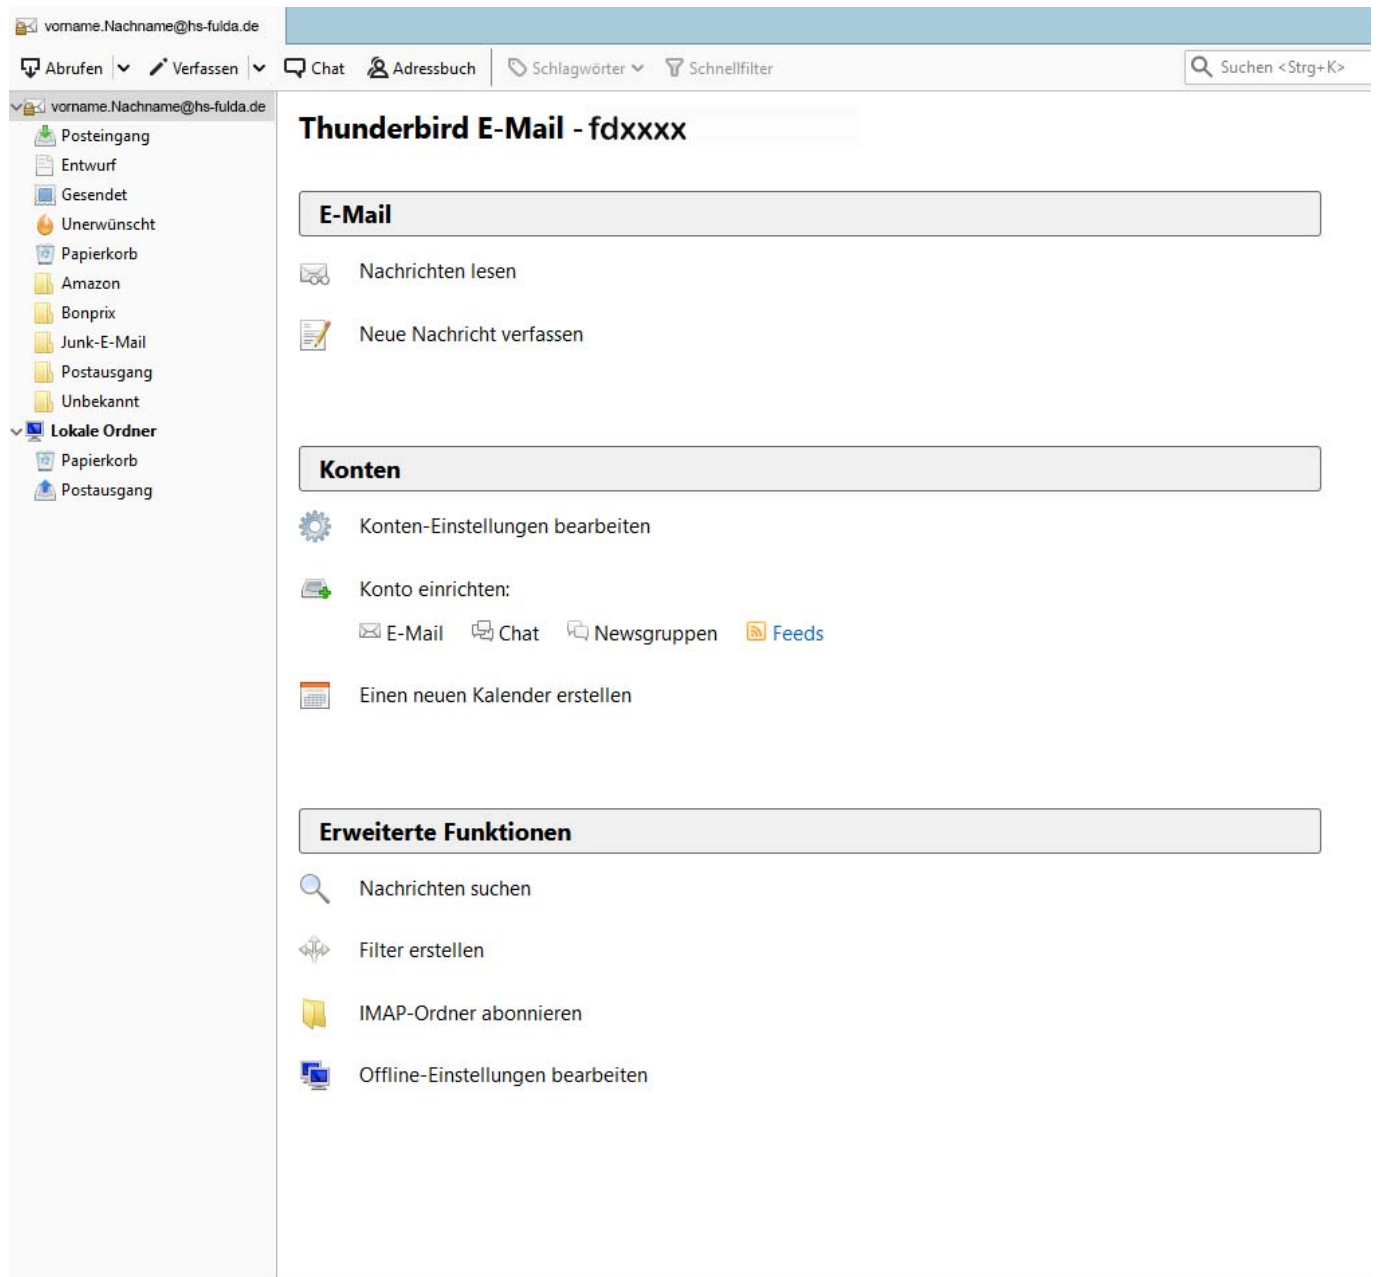 vorname.Nachname@hs-fulda.de
Abrufen Verfassen Chat Adressbuch Schlagwörter Schnellfilter Suchen <Strg+K>
vorname.Nachname@hs-fulda.de
Posteingang
Entwurf
Gesendet
Unerwünscht
Papierkorb
Amazon
Bonprix
Junk-E-Mail
Postausgang
Unbekannt
Lokale Ordner
Papierkorb
Postausgang
Thunderbird E-Mail - fdxxxx
E-Mail
Nachrichten lesen
Neue Nachricht verfassen
Konten
Konten-Einstellungen bearbeiten
Konto einrichten:
E-Mail Chat Newsgruppen Feeds
Einen neuen Kalender erstellen
Erweiterte Funktionen
Nachrichten suchen
Filter erstellen
IMAP-Ordner abonnieren
Offline-Einstellungen bearbeiten